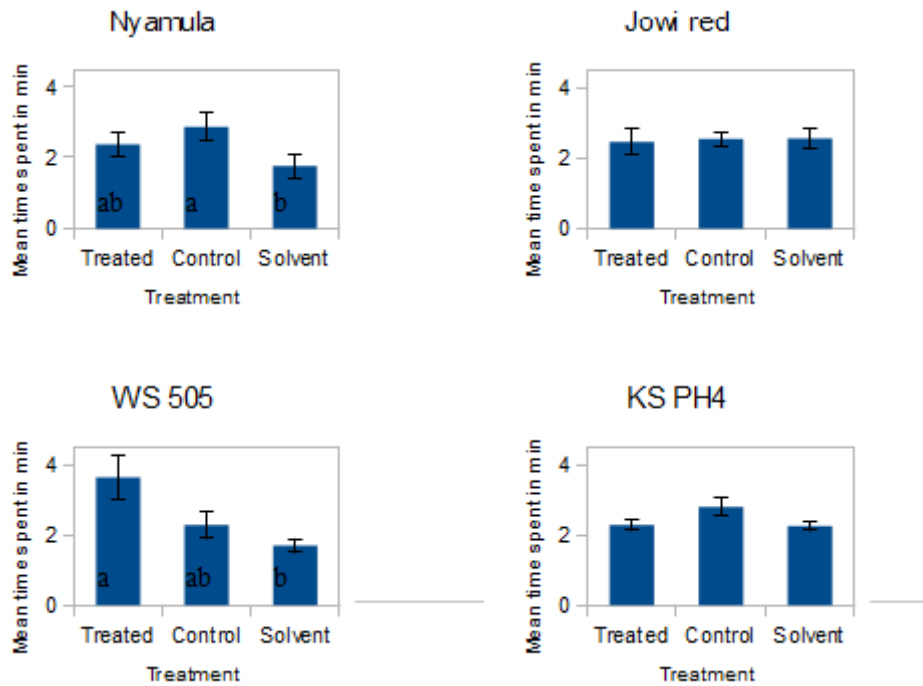 Nyamula
Mean time spent in min
4
2
0
ab
a
b
Treated Control Solvent
Treatment
Jowi red
Mean time spent in min
4
2
0
Treated Control Solvent
Treatment
WS 505
Mean time spent in min
4
2
0
a
ab
b
Treated Control Solvent
Treatment
KS PH4
Mean time spent in min
4
2
0
Treated Control Solvent
Treatment